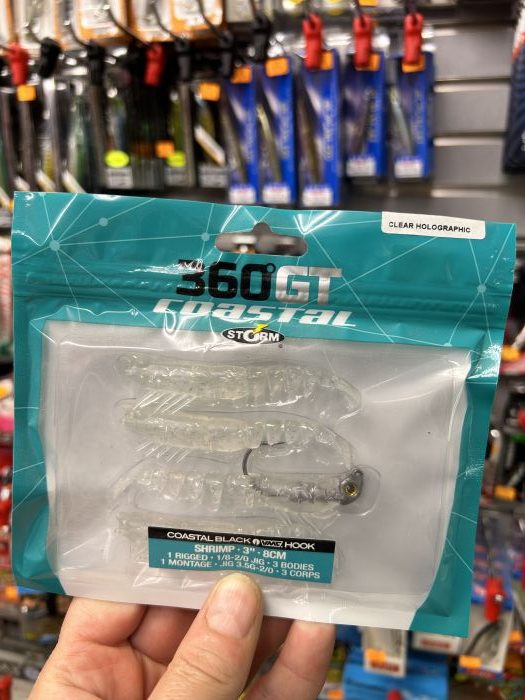 CLEAR HOLOGRAPHIC
360°GT
COASTAL
STORM
COASTAL BLACK VMC HOOK
SHRIMP · 3" · 8CM
1 RIGGED · 1/8-2/0 JIG · 3 BODIES
1 MONTAGE · JIG 3.5G-2/0 · 3 CORPS